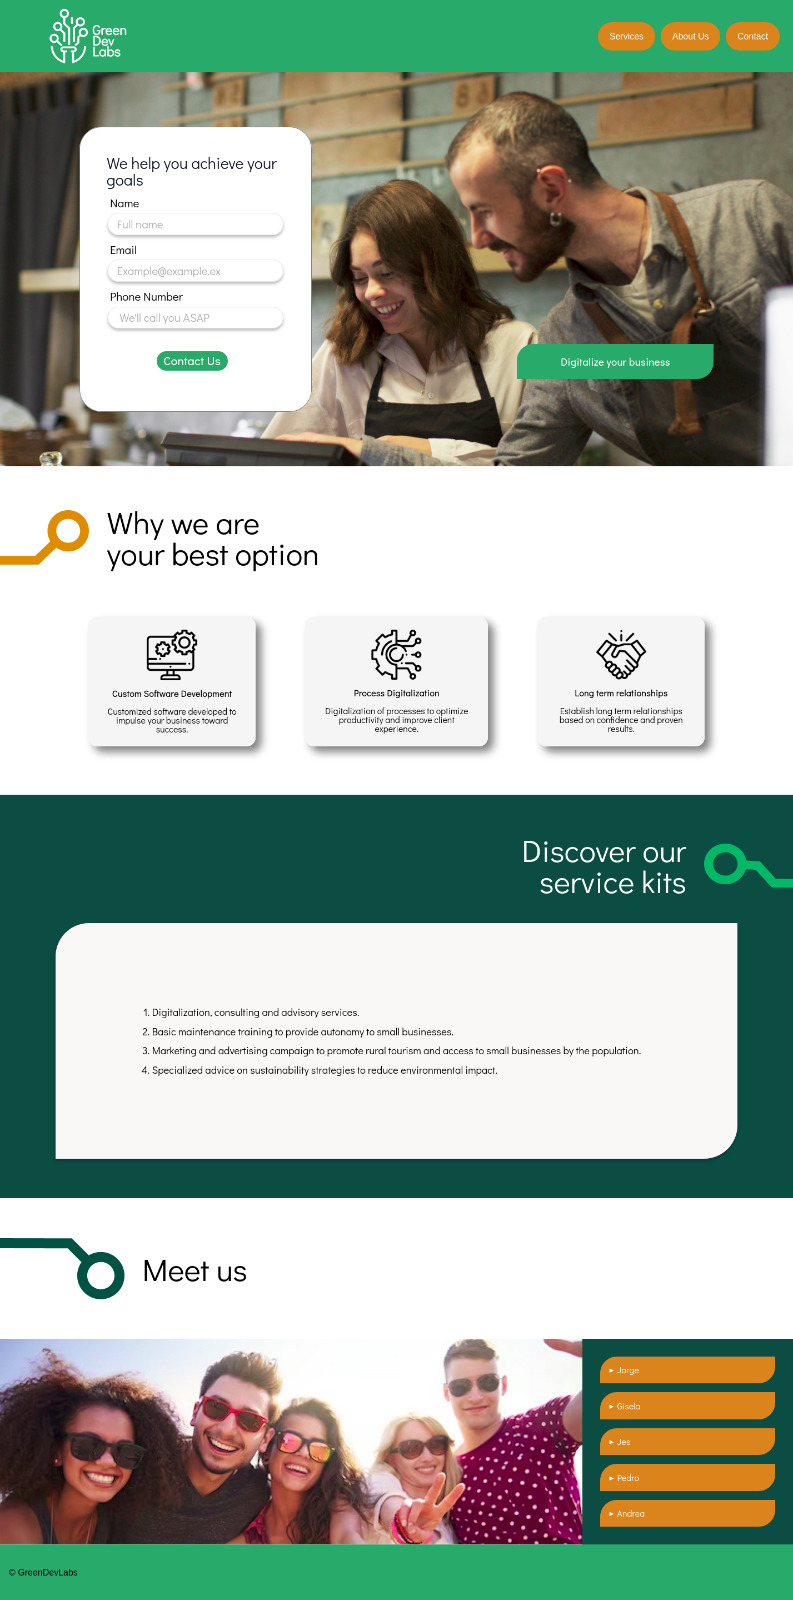 Green
Dev
Labs
Services
About Us
Contact
We help you achieve your
goals
Name
Full name
Email
Example@example.ex
Phone Number
We'll call you ASAP
Contact Us
Digitalize your business
Why we are
your best option
Custom Software Development
Customized software developed to
impulse your business toward
success.
Process Digitalization
Digitalization of processes to optimize
productivity and improve client
experience.
Long term relationships
Establish long term relationships
based on confidence and proven
results.
Discover our
service kits
1. Digitalization, consulting and advisory services.
2. Basic maintenance training to provide autonomy to small businesses.
3. Marketing and advertising campaign to promote rural tourism and access to small businesses by the population.
4. Specialized advice on sustainability strategies to reduce environmental impact.
Meet us
▸ Jorge
▸ Gisela
▸ Jes
▸ Pedro
▸ Andrea
© GreenDevLabs